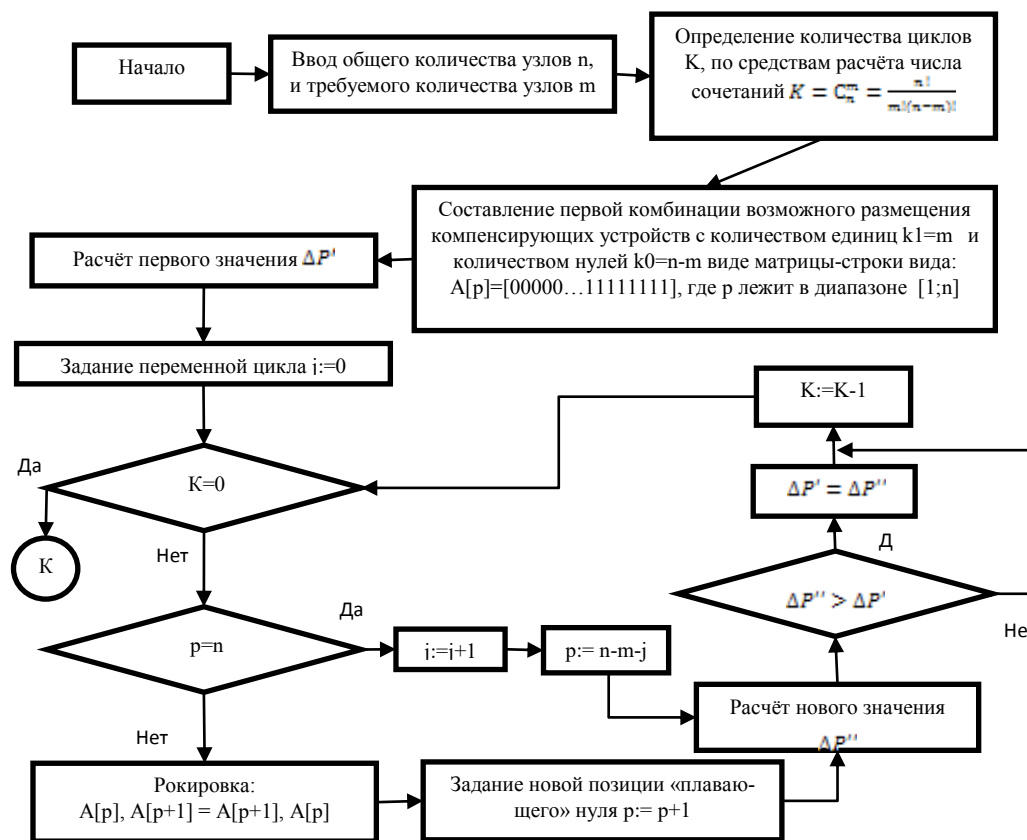 Начало
Ввод общего количества узлов n,
и требуемого количества узлов m
Определение количества циклов
К, по средствам расчёта числа
сочетаний K = C_n^m = n! / m!(n−m)!
Составление первой комбинации возможного размещения
компенсирующих устройств с количеством единиц k1=m и
количеством нулей k0=n-m виде матрицы-строки вида:
A[p]=[00000…11111111], где p лежит в диапазоне [1;n]
Расчёт первого значения ΔP'
Задание переменной цикла j:=0
K:=K-1
Да
К=0
ΔP' = ΔP''
К
Нет
Д
ΔP'' > ΔP'
Не
Да
p=n
j:=j+1
p:= n-m-j
Расчёт нового значения
ΔP''
Нет
Рокировка:
A[p], A[p+1] = A[p+1], A[p]
Задание новой позиции «плаваю-
щего» нуля p:= p+1